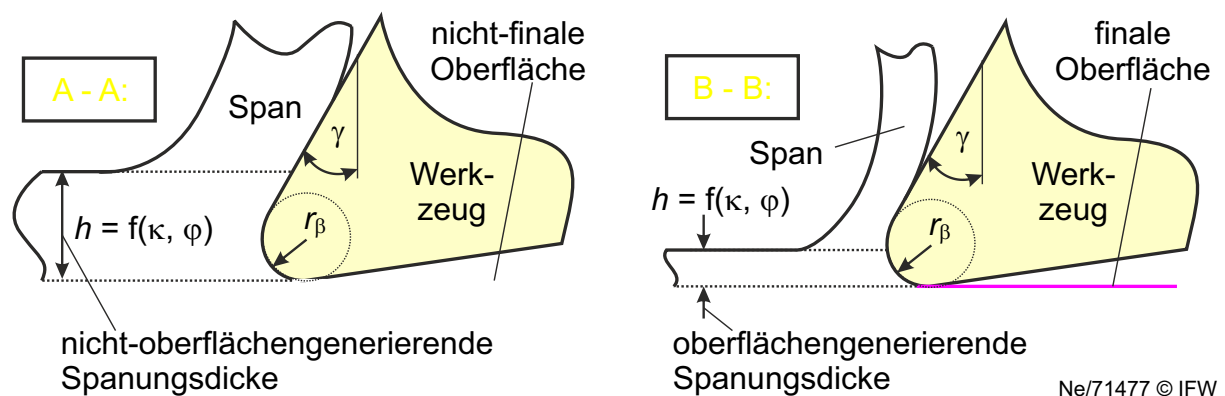 A - A:
nicht-finale
Oberfläche
Span
γ
Werk-
zeug
h = f(κ, φ)
rβ
nicht-oberflächengenerierende
Spanungsdicke
B - B:
finale
Oberfläche
Span
γ
Werk-
zeug
h = f(κ, φ)
rβ
oberflächengenerierende
Spanungsdicke
Ne/71477 © IFW